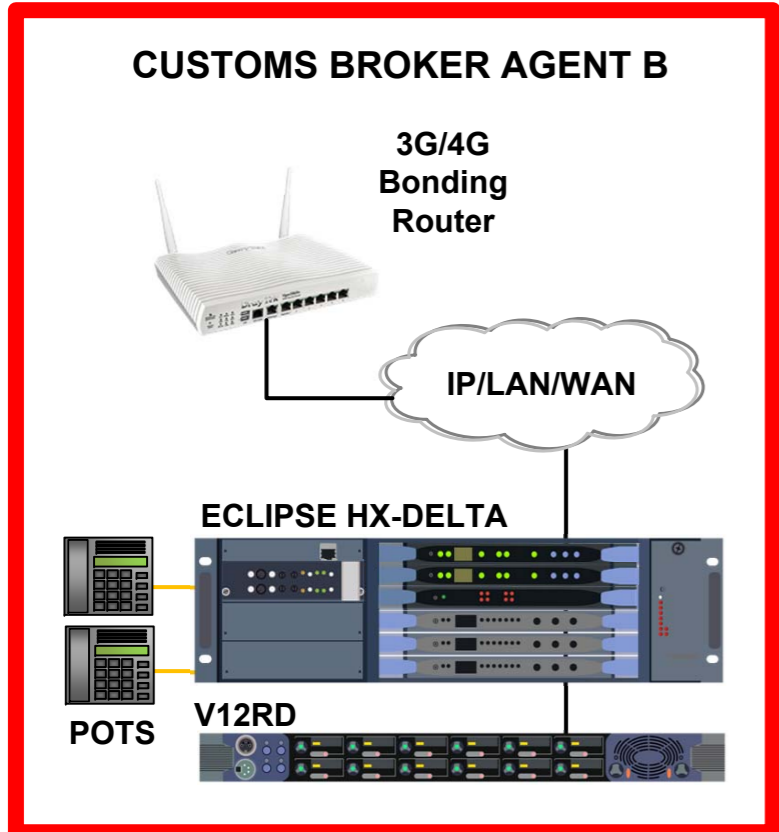 CUSTOMS BROKER AGENT B
3G/4G
Bonding
Router
IP/LAN/WAN
ECLIPSE HX-DELTA
POTS
V12RD